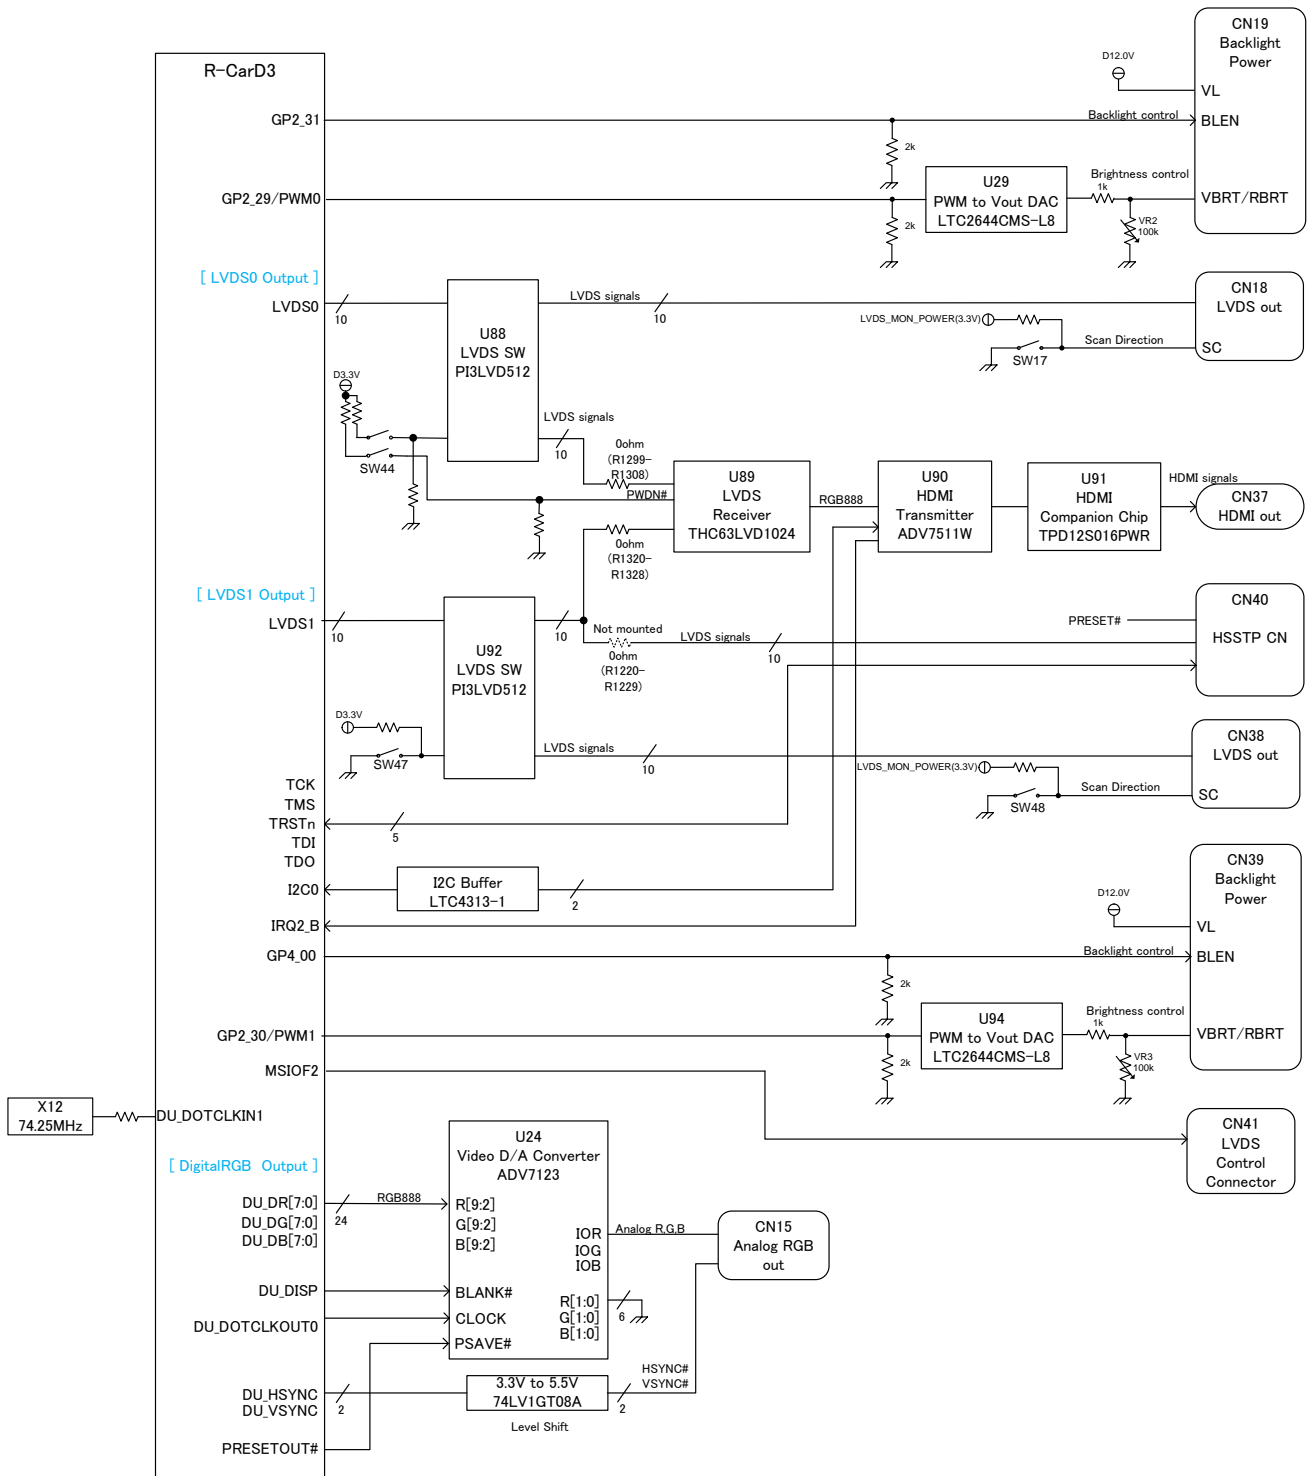 R-CarD3
CN19
Backlight
Power
D12.0V
VL
GP2_31
Backlight control
BLEN
2k
GP2_29/PWM0
U29
PWM to Vout DAC
LTC2644CMS-L8
Brightness control
1k
VBRT/RBRT
2k
VR2
100k
[ LVDS0 Output ]
LVDS0
10
U88
LVDS SW
PI3LVD512
LVDS signals
10
CN18
LVDS out
LVDS_MON_POWER(3.3V)
Scan Direction
SC
SW17
D3.3V
SW44
LVDS signals
10
0ohm
(R1299-
R1308)
PWDN#
U89
LVDS
Receiver
THC63LVD1024
RGB888
U90
HDMI
Transmitter
ADV7511W
U91
HDMI
Companion Chip
TPD12S016PWR
HDMI signals
CN37
HDMI out
0ohm
(R1320-
R1328)
[ LVDS1 Output ]
LVDS1
10
U92
LVDS SW
PI3LVD512
10
Not mounted
0ohm
(R1220-
R1229)
LVDS signals
10
CN40
PRESET#
HSSTP CN
D3.3V
SW47
LVDS signals
10
CN38
LVDS out
LVDS_MON_POWER(3.3V)
Scan Direction
SC
SW48
TCK
TMS
TRSTn
TDI
TDO
5
I2C0
I2C Buffer
LTC4313-1
2
IRQ2_B
CN39
Backlight
Power
D12.0V
VL
GP4_00
Backlight control
BLEN
2k
GP2_30/PWM1
U94
PWM to Vout DAC
LTC2644CMS-L8
Brightness control
1k
VBRT/RBRT
2k
VR3
100k
MSIOF2
X12
74.25MHz
DU_DOTCLKIN1
CN41
LVDS
Control
Connector
[ DigitalRGB Output ]
U24
Video D/A Converter
ADV7123
DU_DR[7:0]
DU_DG[7:0]
DU_DB[7:0]
RGB888
24
R[9:2]
G[9:2]
B[9:2]
IOR
IOG
IOB
Analog R,G,B
CN15
Analog RGB
out
DU_DISP
BLANK#
R[1:0]
G[1:0]
B[1:0]
6
DU_DOTCLKOUT0
CLOCK
PSAVE#
HSYNC#
VSYNC#
DU_HSYNC
DU_VSYNC
2
3.3V to 5.5V
74LV1GT08A
2
Level Shift
PRESETOUT#